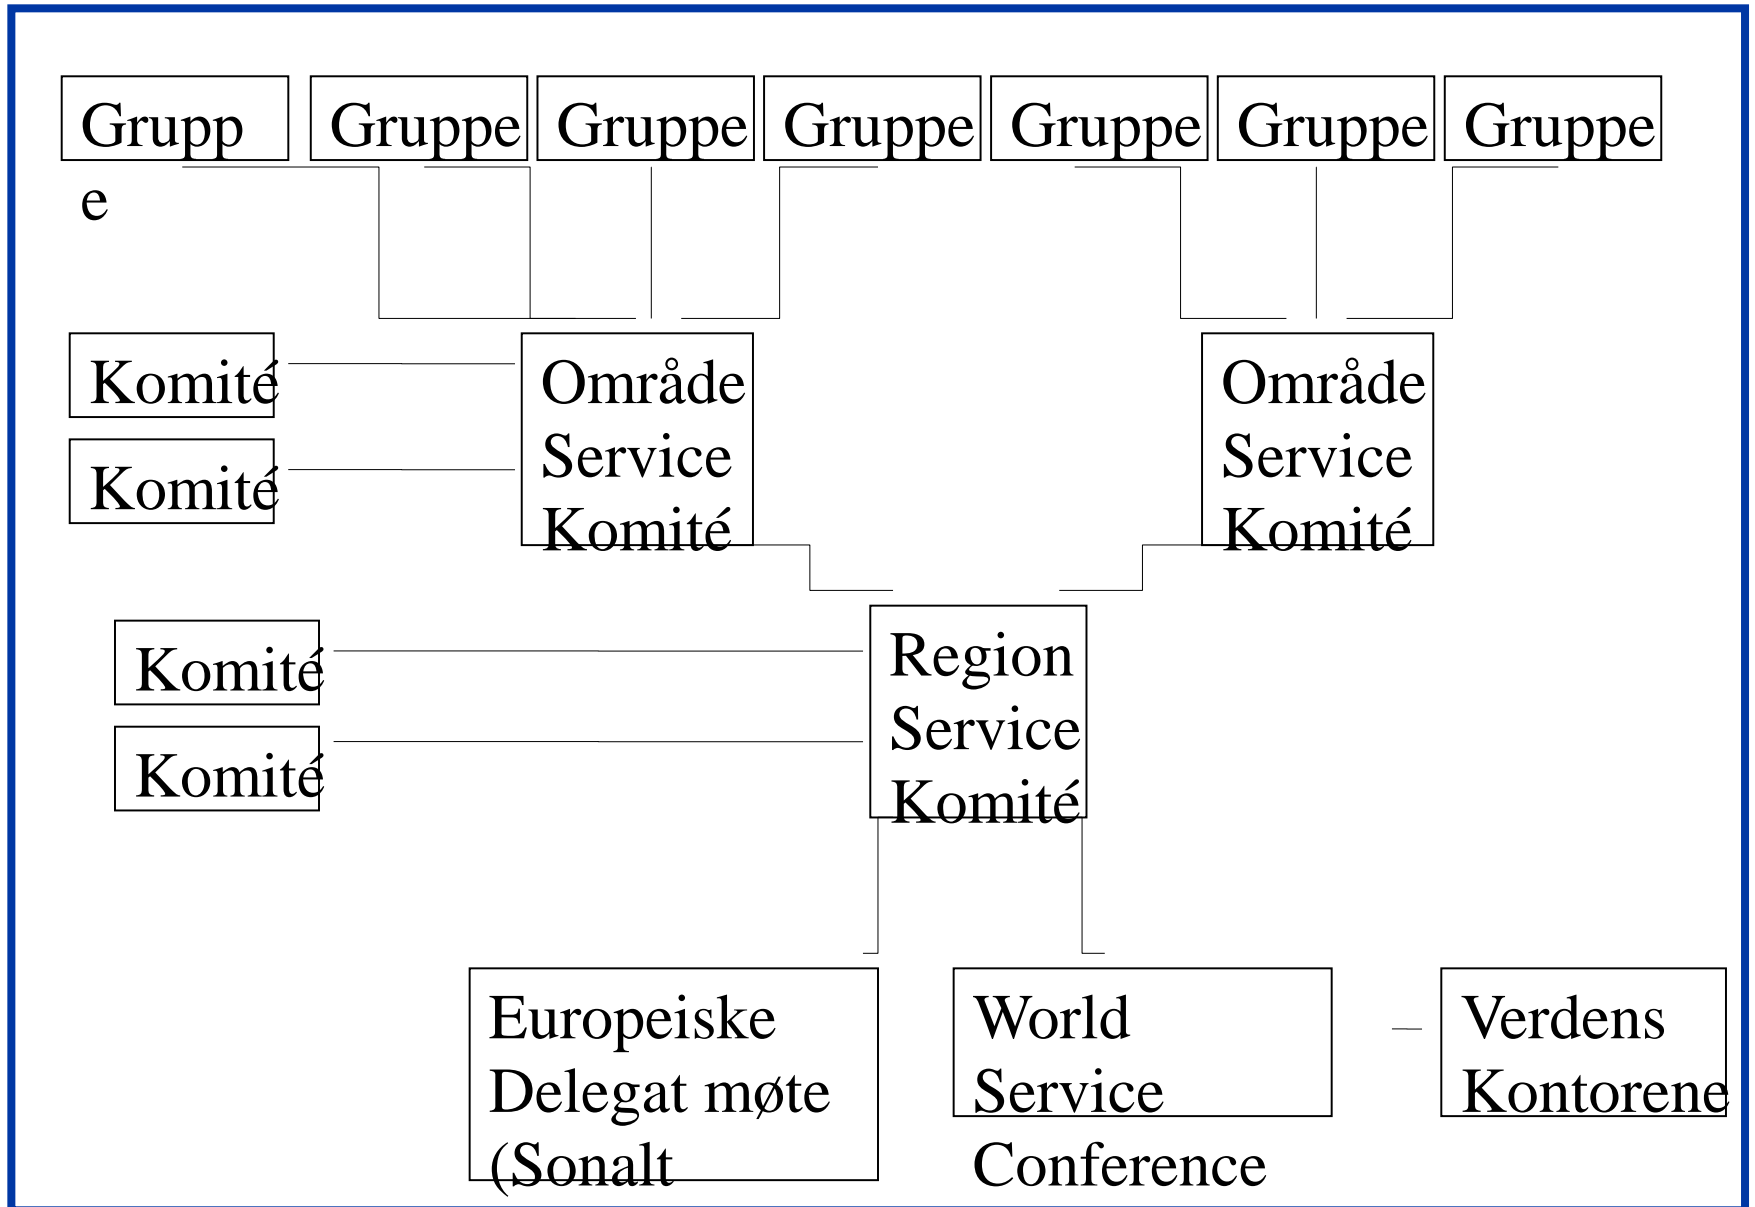 Grupp
e
Gruppe
Gruppe
Gruppe
Gruppe
Gruppe
Gruppe
Komité
Komité
Område
Service
Komité
Område
Service
Komité
Komité
Komité
Region
Service
Komité
Europeiske
Delegat møte
(Sonalt
World
Service
Conference
Verdens
Kontorene